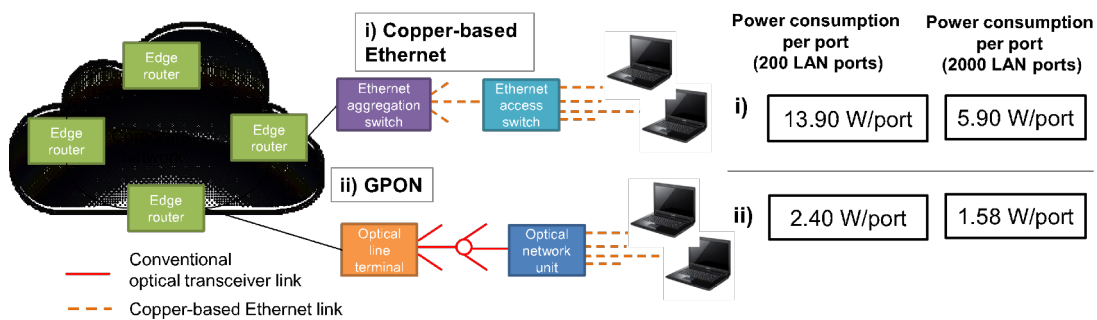 i) Copper-based
Ethernet
Edge
router
Edge
router
Edge
router
Edge
router
Ethernet
aggregation
switch
Ethernet
access
switch
ii) GPON
Optical
line
terminal
Optical
network
unit
Conventional
optical transceiver link
Copper-based Ethernet link
Power consumption
per port
(200 LAN ports)
Power consumption
per port
(2000 LAN ports)
i)
13.90 W/port
5.90 W/port
ii)
2.40 W/port
1.58 W/port